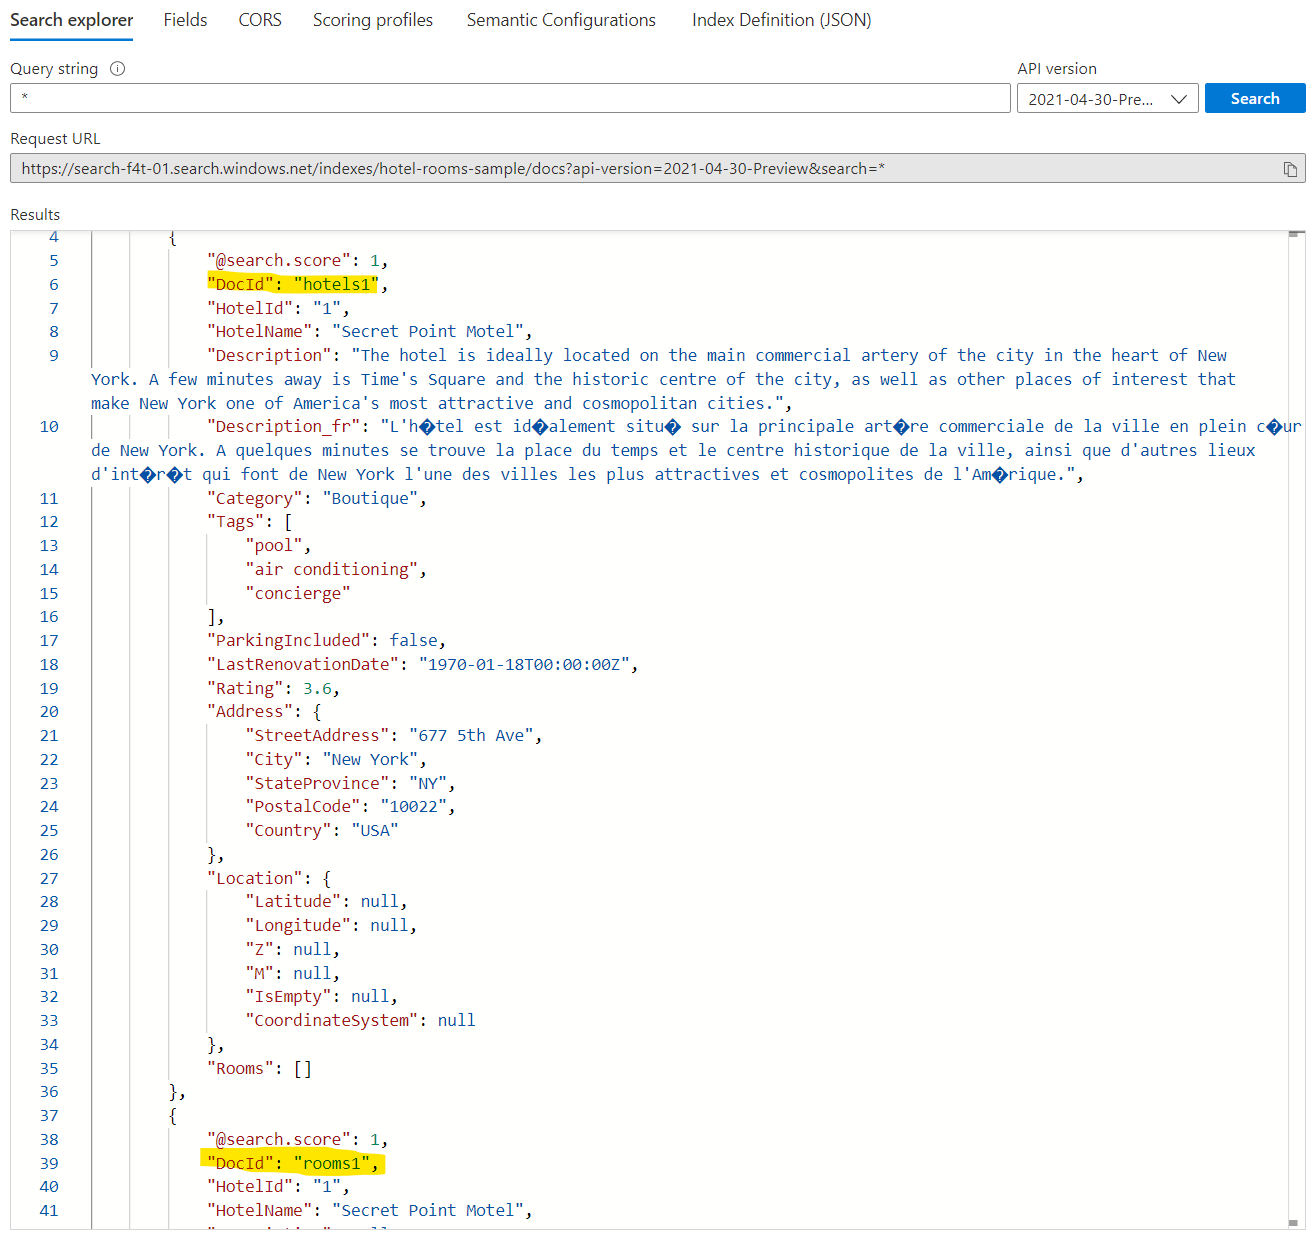 Search explorer Fields CORS Scoring profiles Semantic Configurations Index Definition (JSON)
Query string API version
* 2021-04-30-Pre... Search
Request URL
https://search-f4t-01.search.windows.net/indexes/hotel-rooms-sample/docs?api-version=2021-04-30-Preview&search=*
Results
4 {
5 "@search.score": 1,
6 "DocId": "hotels1",
7 "HotelId": "1",
8 "HotelName": "Secret Point Motel",
9 "Description": "The hotel is ideally located on the main commercial artery of the city in the heart of New
York. A few minutes away is Time's Square and the historic centre of the city, as well as other places of interest that
make New York one of America's most attractive and cosmopolitan cities.",
10 "Description_fr": "L'h�tel est id�alement situ� sur la principale art�re commerciale de la ville en plein c�ur
de New York. A quelques minutes se trouve la place du temps et le centre historique de la ville, ainsi que d'autres lieux
d'int�r�t qui font de New York l'une des villes les plus attractives et cosmopolites de l'Am�rique.",
11 "Category": "Boutique",
12 "Tags": [
13 "pool",
14 "air conditioning",
15 "concierge"
16 ],
17 "ParkingIncluded": false,
18 "LastRenovationDate": "1970-01-18T00:00:00Z",
19 "Rating": 3.6,
20 "Address": {
21 "StreetAddress": "677 5th Ave",
22 "City": "New York",
23 "StateProvince": "NY",
24 "PostalCode": "10022",
25 "Country": "USA"
26 },
27 "Location": {
28 "Latitude": null,
29 "Longitude": null,
30 "Z": null,
31 "M": null,
32 "IsEmpty": null,
33 "CoordinateSystem": null
34 },
35 "Rooms": []
36 },
37 {
38 "@search.score": 1,
39 "DocId": "rooms1",
40 "HotelId": "1",
41 "HotelName": "Secret Point Motel",